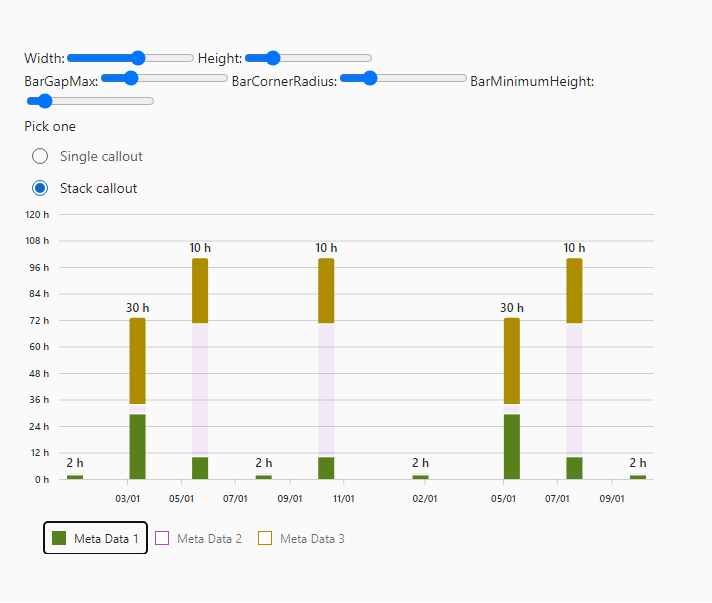 Width: Height:
BarGapMax: BarCornerRadius: BarMinimumHeight:
Pick one
Single callout
Stack callout
120 h
108 h
96 h
84 h
72 h
60 h
48 h
36 h
24 h
12 h
0 h
2 h 30 h 10 h 2 h 10 h 2 h 30 h 10 h 2 h
03/01 05/01 07/01 09/01 11/01 02/01 05/01 07/01 09/01
Meta Data 1 Meta Data 2 Meta Data 3